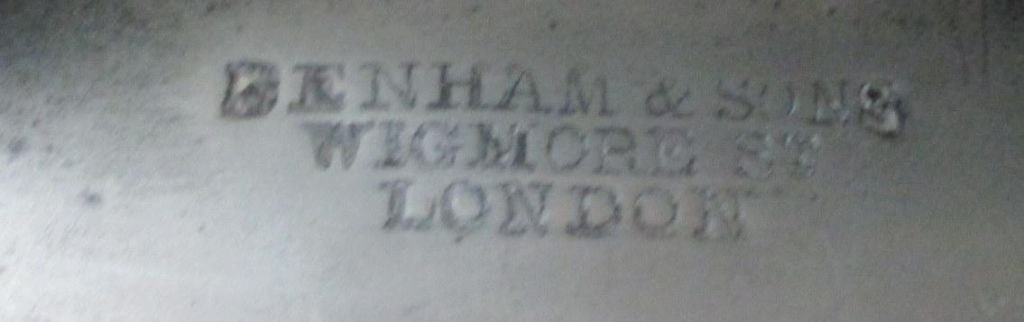 BENHAM & SONS
WIGMORE ST
LONDON